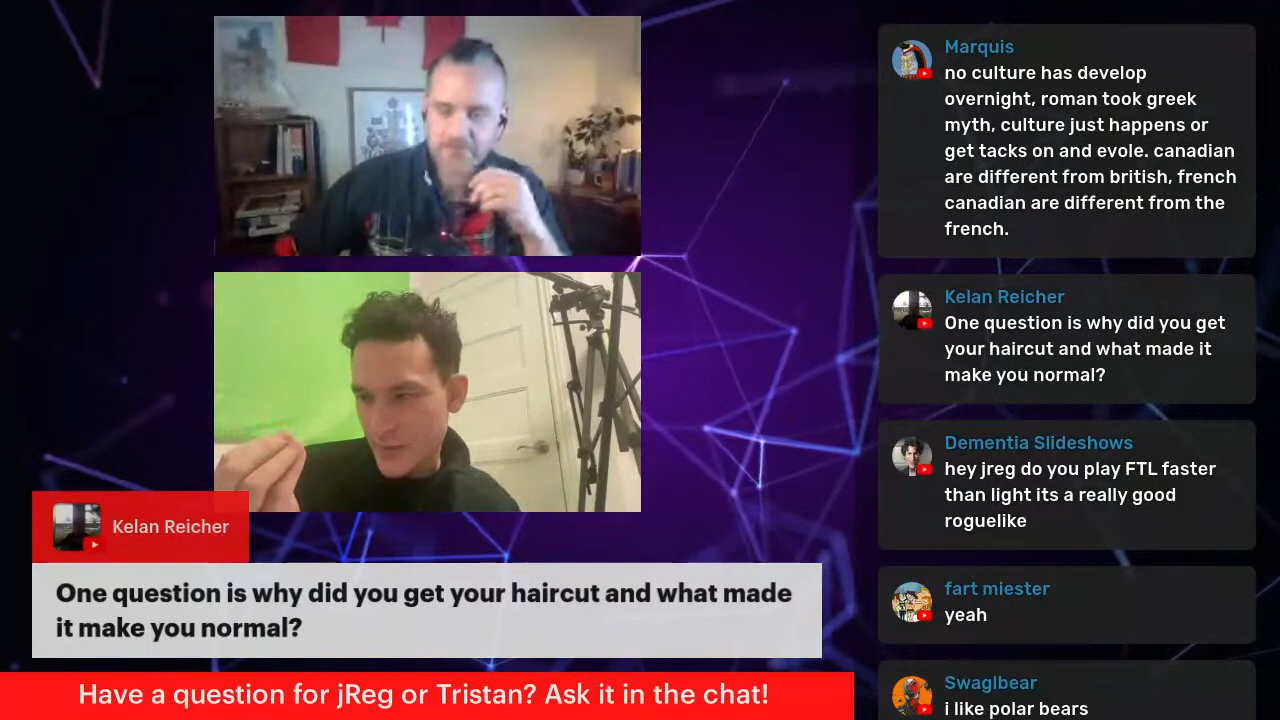 Marquis
no culture has develop
overnight, roman took greek
myth, culture just happens or
get tacks on and evole. canadian
are different from british, french
canadian are different from the
french.
Kelan Reicher
One question is why did you get
your haircut and what made it
make you normal?
Dementia Slideshows
hey jreg do you play FTL faster
than light its a really good
roguelike
fart miester
yeah
Swaglbear
i like polar bears
Kelan Reicher
One question is why did you get your haircut and what made
it make you normal?
Have a question for jReg or Tristan? Ask it in the chat!